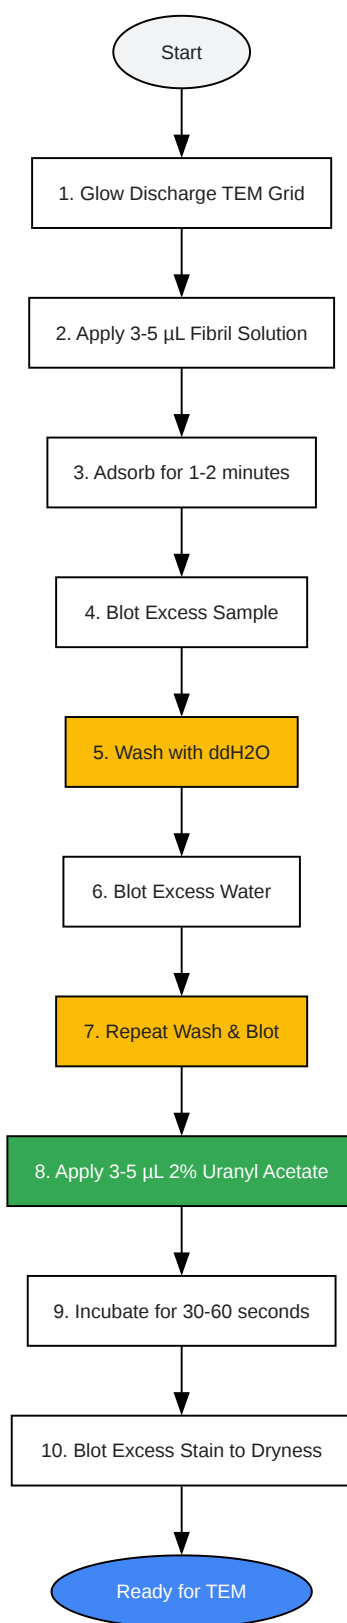 Start
1. Glow Discharge TEM Grid
2. Apply 3-5 µL Fibril Solution
3. Adsorb for 1-2 minutes
4. Blot Excess Sample
5. Wash with ddH2O
6. Blot Excess Water
7. Repeat Wash & Blot
8. Apply 3-5 µL 2% Uranyl Acetate
9. Incubate for 30-60 seconds
10. Blot Excess Stain to Dryness
Ready for TEM